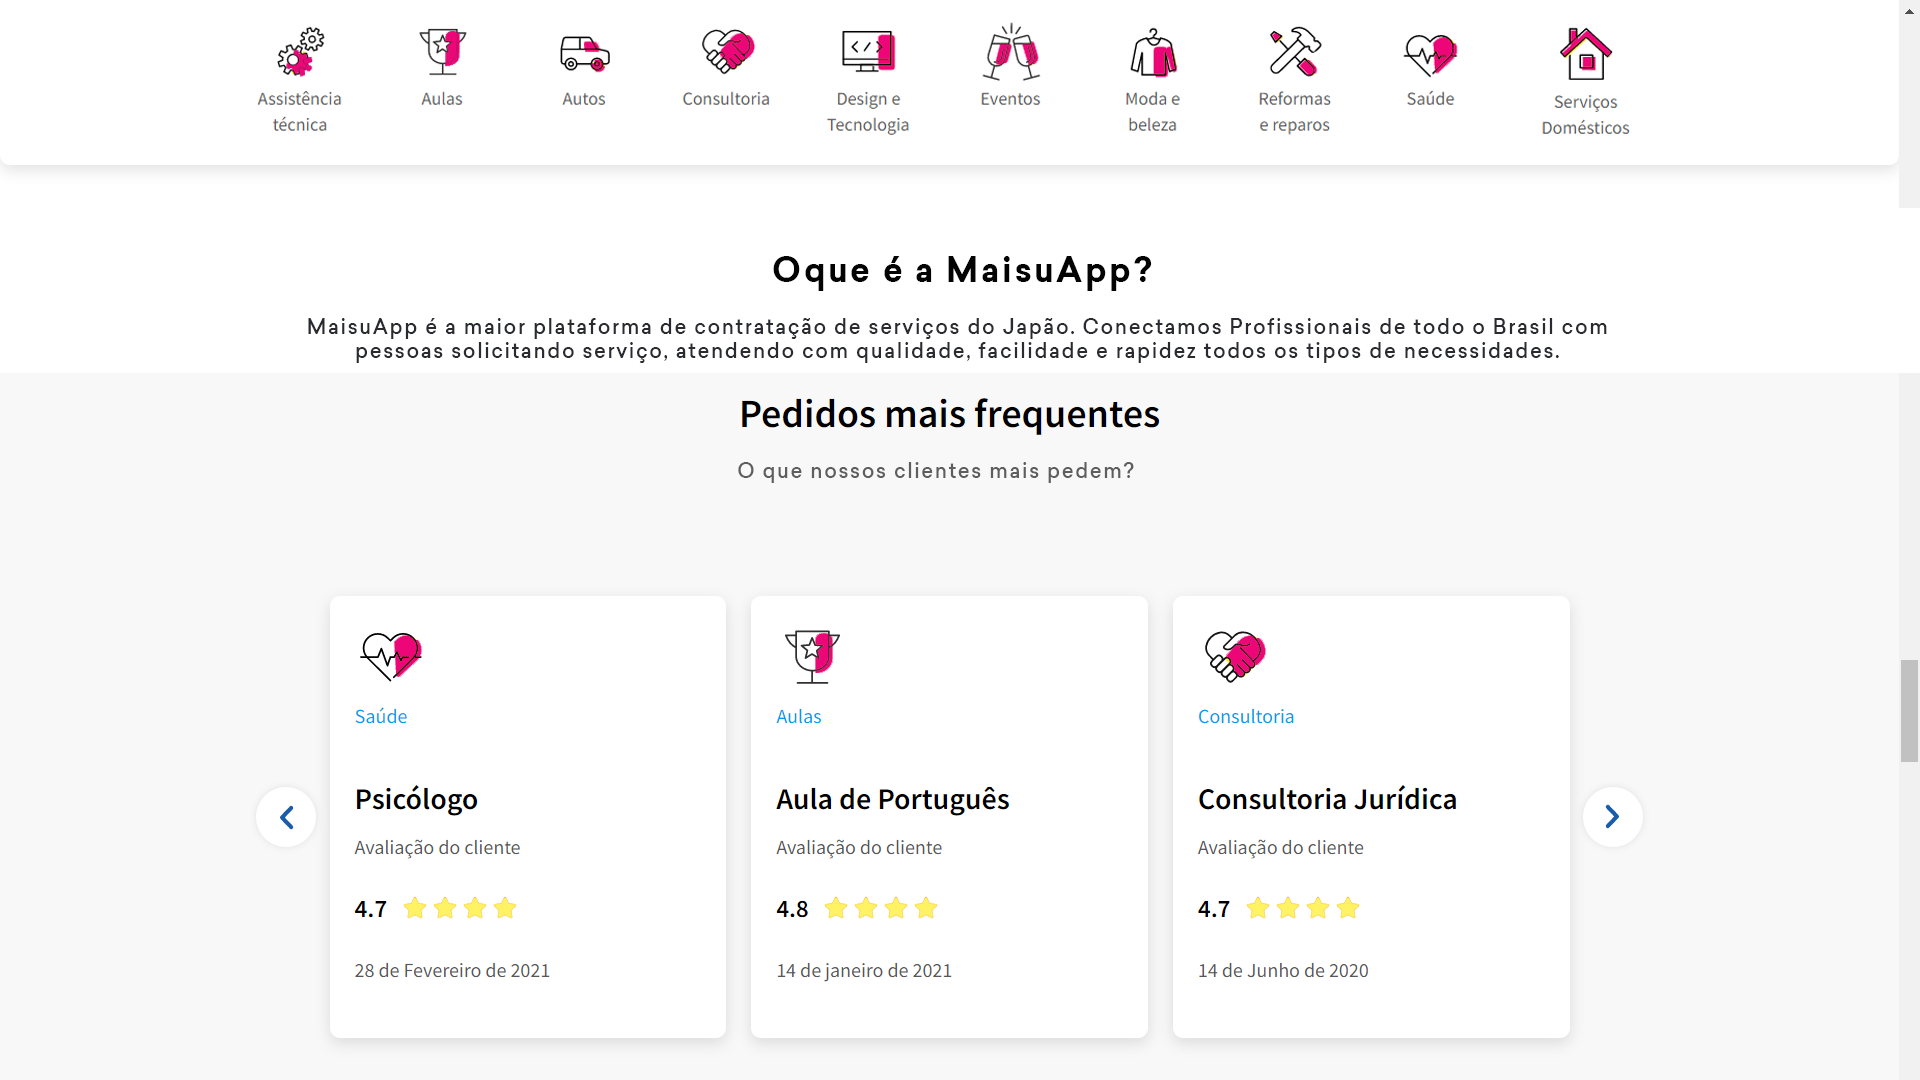 Assistência
técnica
Aulas
Autos
Consultoria
Design e
Tecnologia
Eventos
Moda e
beleza
Reformas
e reparos
Saúde
Serviços
Domésticos
Oque é a MaisuApp?
MaisuApp é a maior plataforma de contratação de serviços do Japão. Conectamos Profissionais de todo o Brasil com
pessoas solicitando serviço, atendendo com qualidade, facilidade e rapidez todos os tipos de necessidades.
Pedidos mais frequentes
O que nossos clientes mais pedem?
Saúde
Psicólogo
Avaliação do cliente
4.7
28 de Fevereiro de 2021
Aulas
Aula de Português
Avaliação do cliente
4.8
14 de janeiro de 2021
Consultoria
Consultoria Jurídica
Avaliação do cliente
4.7
14 de Junho de 2020